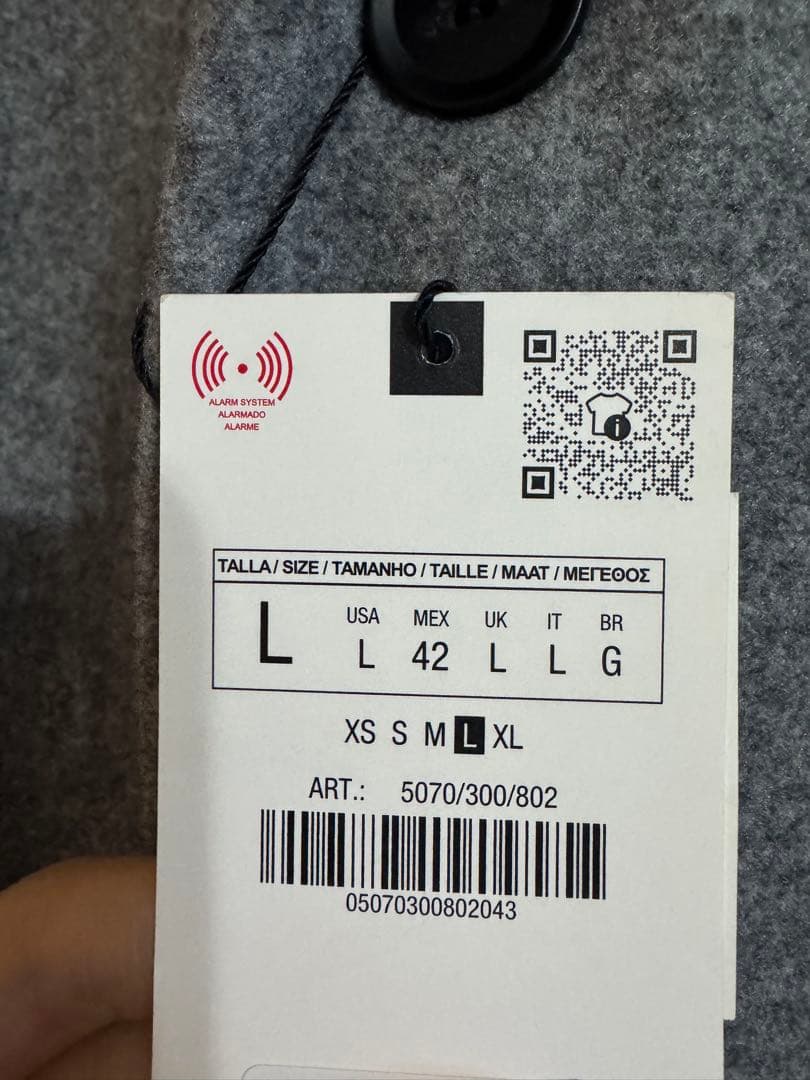 ALARM SYSTEM
ALARMADO
ALARME
i
TALLA / SIZE / TAMANHO / TAILLE / MAAT / ΜΕΓΕΘΟΣ
L
USA MEX UK IT BR
L 42 L L G
XS S M L XL
ART.: 5070/300/802
05070300802043